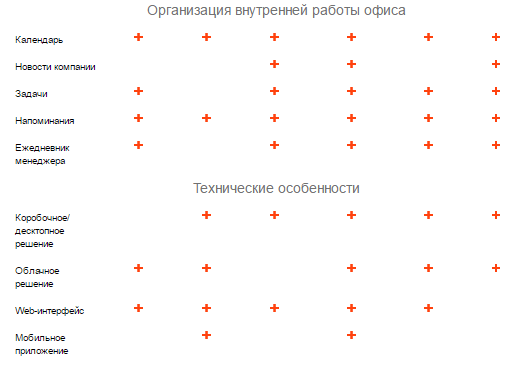 Организация внутренней работы офиса
Календарь + + + + + +
Новости компании + + +
Задачи + + + + +
Напоминания + + + + + +
Ежедневник + + + + +
менеджера
Технические особенности
Коробочное/ + + + + +
десктопное
решение
Облачное + + + + +
решение
Web-интерфейс + + + + +
Мобильное + +
приложение